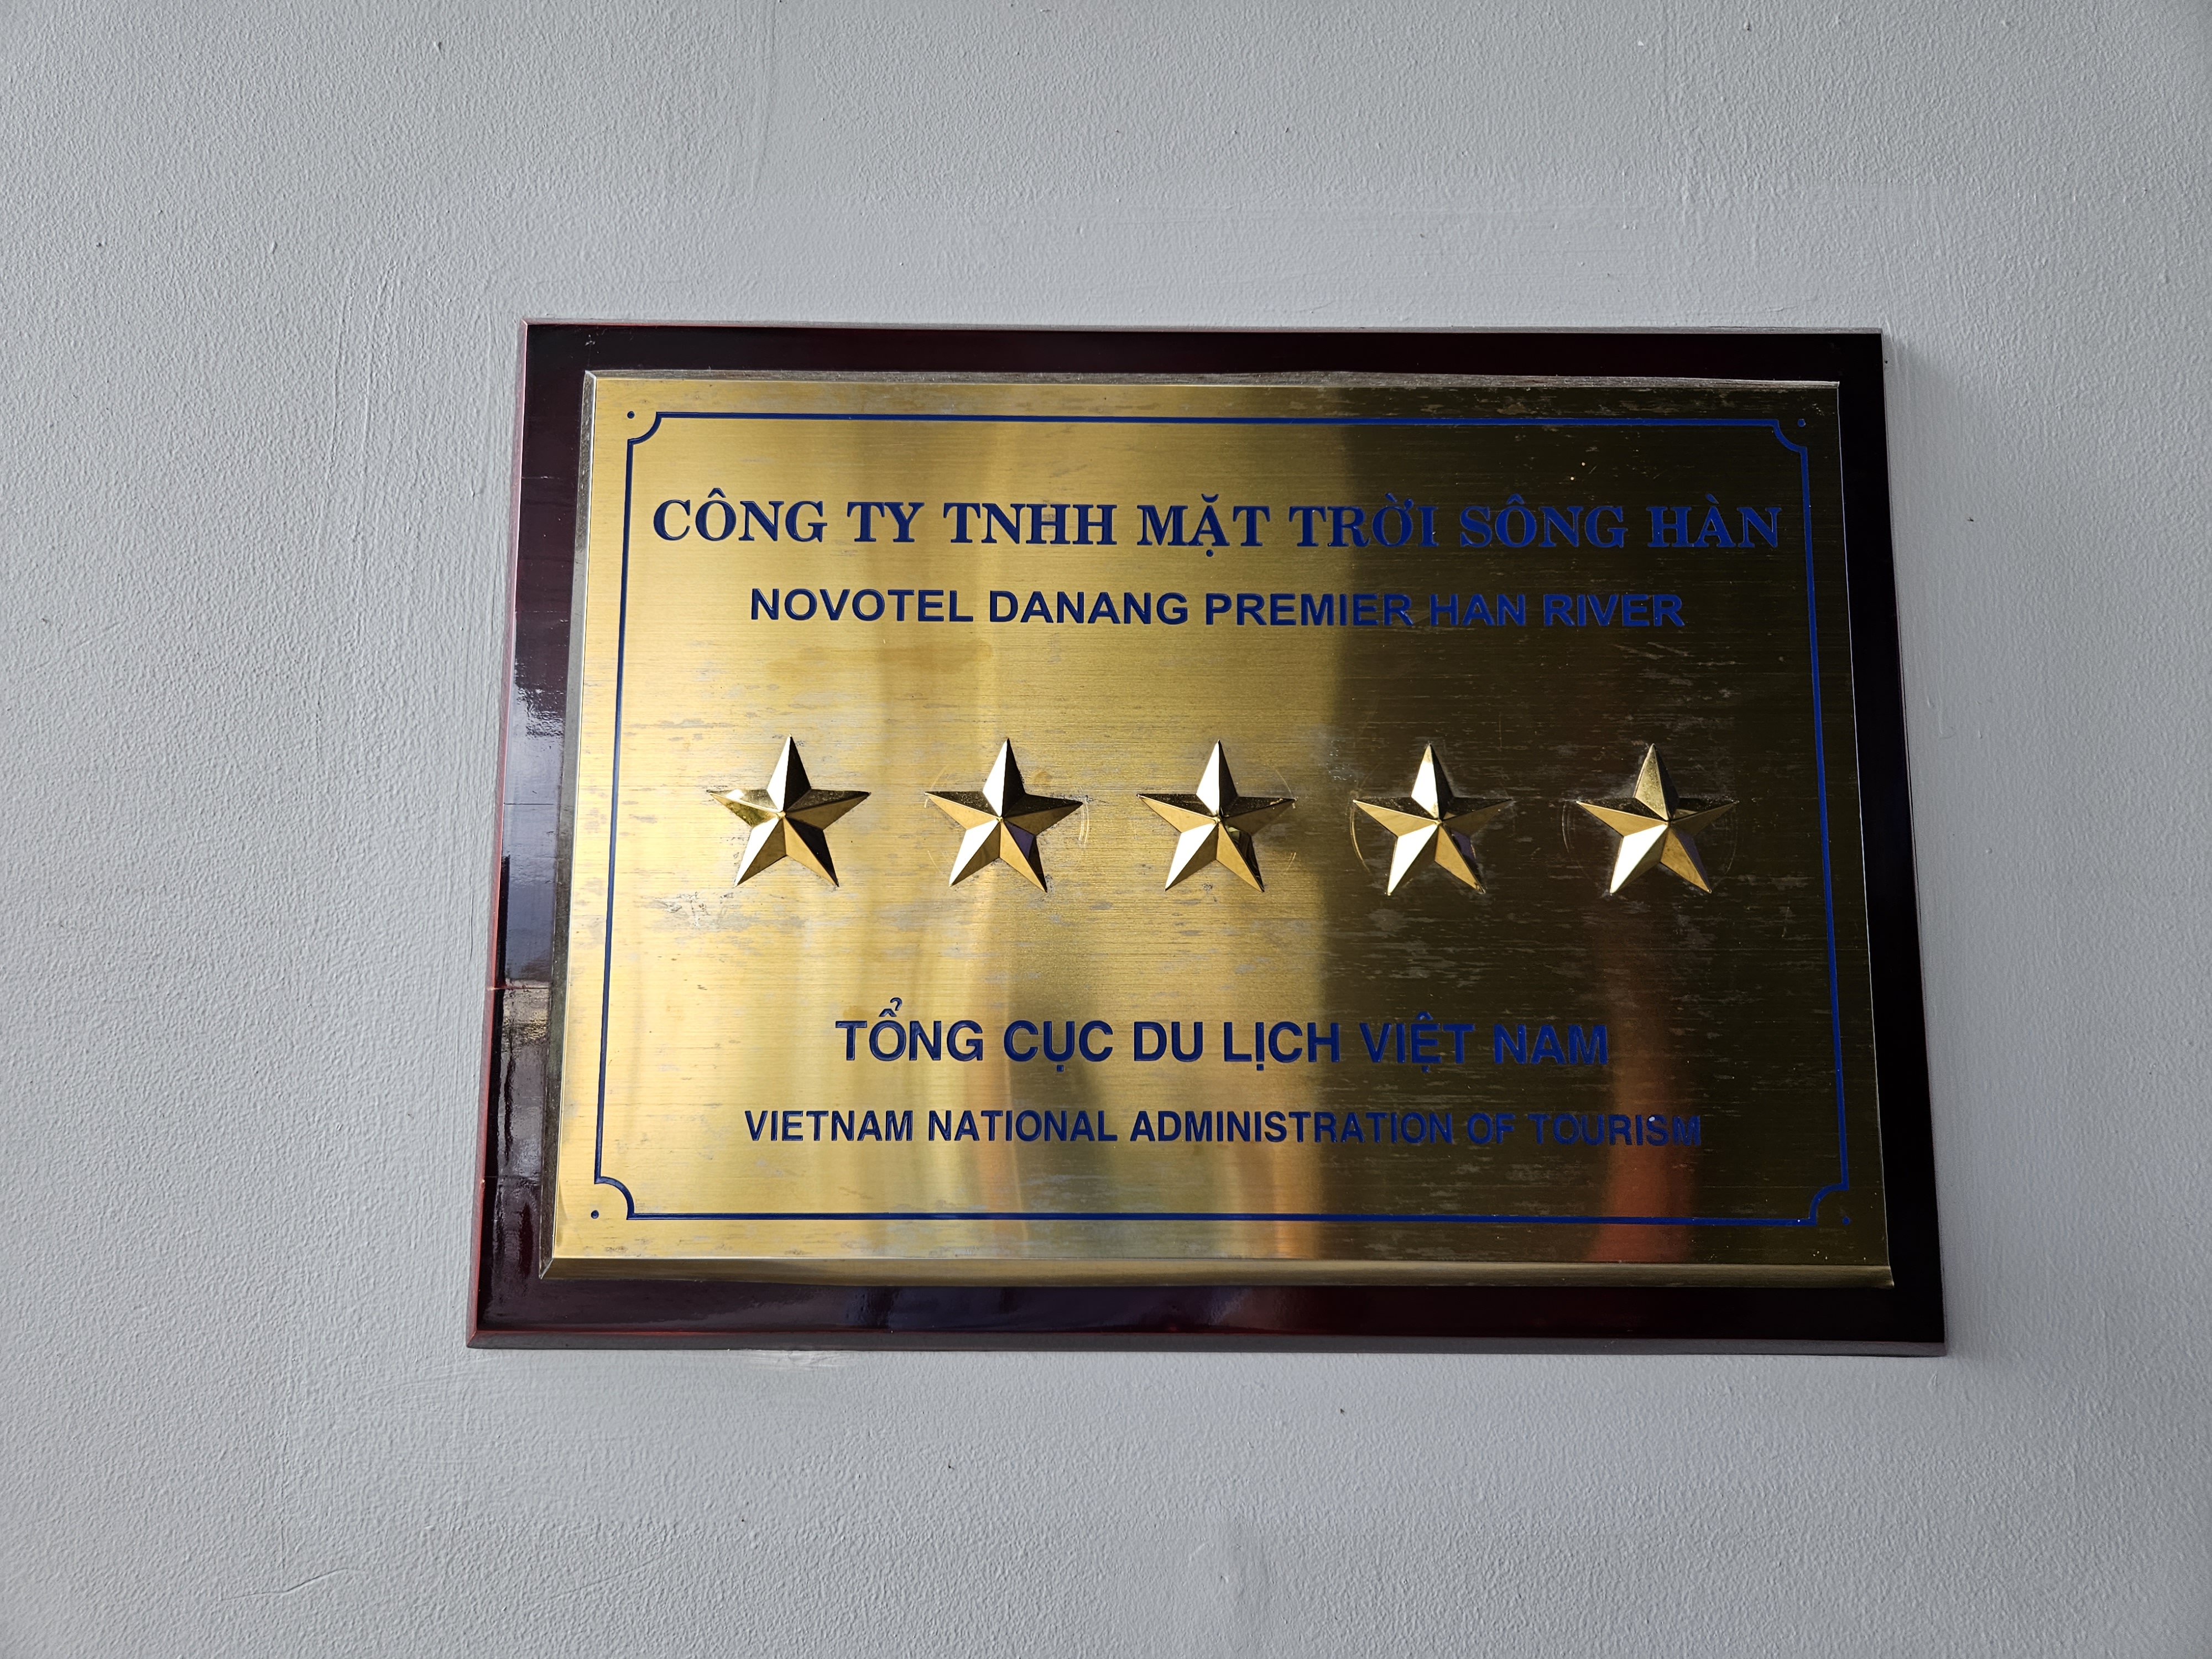 CÔNG TY TNHH MẶT TRỜI SÔNG HÀN
NOVOTEL DANANG PREMIER HAN RIVER
TỔNG CỤC DU LỊCH VIỆT NAM
VIETNAM NATIONAL ADMINISTRATION OF TOURISM